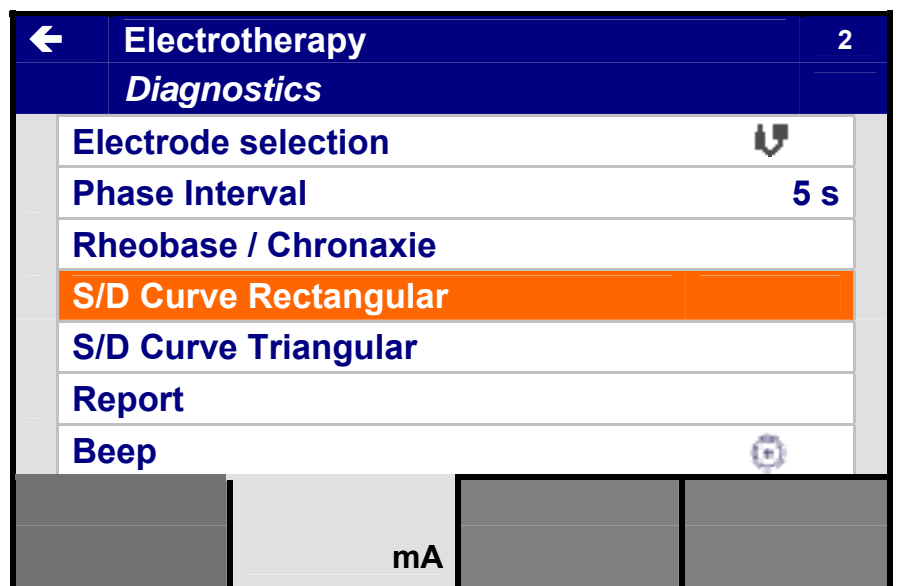 Electrotherapy 2
Diagnostics
Electrode selection
Phase Interval 5 s
Rheobase / Chronaxie
S/D Curve Rectangular
S/D Curve Triangular
Report
Beep
mA